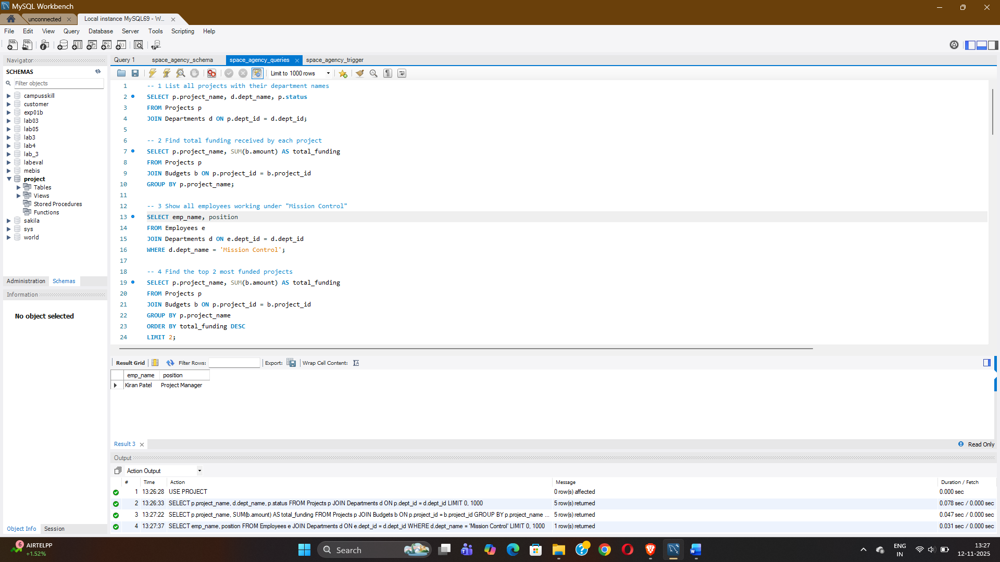 MySQL Workbench
unconnected
Local instance MySQL69 - W...
File Edit View Query Database Server Tools Scripting Help
Navigator
SCHEMAS
Filter objects
campusskill
customer
exp01b
lab03
lab05
lab3
lab4
lab_3
labeval
mebis
project
Tables
Views
Stored Procedures
Functions
sakila
sys
world
Administration Schemas
Information
No object selected
Object Info Session
Query 1 space_agency_schema space_agency_queries space_agency_trigger
Limit to 1000 rows
1 -- 1 List all projects with their department names
2 SELECT p.project_name, d.dept_name, p.status
3 FROM Projects p
4 JOIN Departments d ON p.dept_id = d.dept_id;
5
6 -- 2 Find total funding received by each project
7 SELECT p.project_name, SUM(b.amount) AS total_funding
8 FROM Projects p
9 JOIN Budgets b ON p.project_id = b.project_id
10 GROUP BY p.project_name;
11
12 -- 3 Show all employees working under "Mission Control"
13 SELECT emp_name, position
14 FROM Employees e
15 JOIN Departments d ON e.dept_id = d.dept_id
16 WHERE d.dept_name = 'Mission Control';
17
18 -- 4 Find the top 2 most funded projects
19 SELECT p.project_name, SUM(b.amount) AS total_funding
20 FROM Projects p
21 JOIN Budgets b ON p.project_id = b.project_id
22 GROUP BY p.project_name
23 ORDER BY total_funding DESC
24 LIMIT 2;
Result Grid Filter Rows: Export: Wrap Cell Content:
emp_name position
Kiran Patel Project Manager
Result 3 Read Only
Output
Action Output
# Time Action Message Duration / Fetch
1 13:26:28 USE PROJECT 0 row(s) affected 0.000 sec
2 13:26:33 SELECT p.project_name, d.dept_name, p.status FROM Projects p JOIN Departments d ON p.dept_id = d.dept_id LIMIT 0, 1000 5 row(s) returned 0.078 sec / 0.000 sec
3 13:27:22 SELECT p.project_name, SUM(b.amount) AS total_funding FROM Projects p JOIN Budgets b ON p.project_id = b.project_id GROUP BY p.project_name ... 5 row(s) returned 0.047 sec / 0.000 sec
4 13:27:37 SELECT emp_name, position FROM Employees e JOIN Departments d ON e.dept_id = d.dept_id WHERE d.dept_name = 'Mission Control' LIMIT 0, 1000 1 row(s) returned 0.031 sec / 0.000 sec
6
AIRTELPP
+1.52%
Search
ENG
IN
13:27
12-11-2025